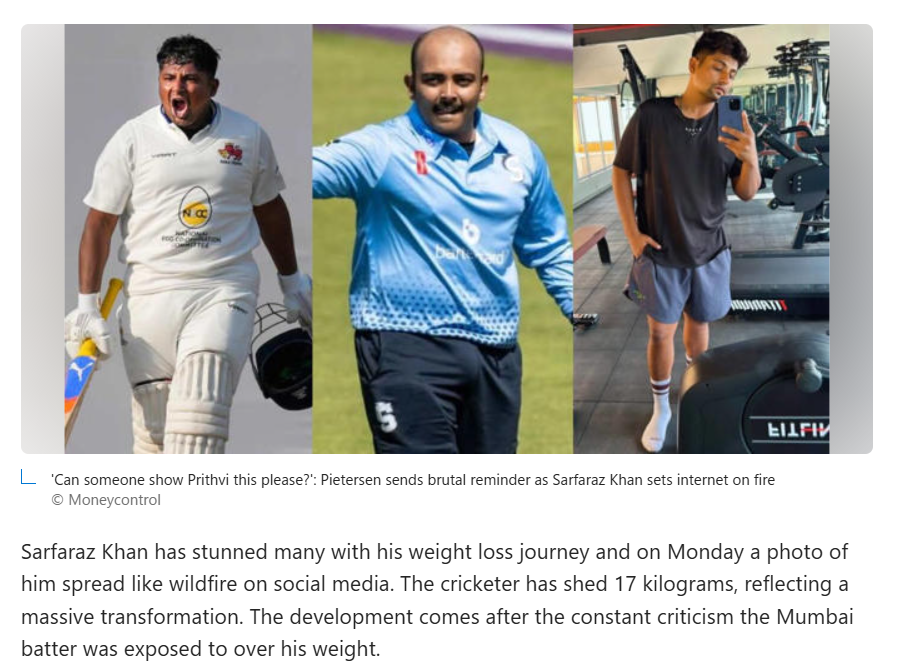 NECC
NATIONAL
EGG CO-ORDINATION
COMMITTEE
'Can someone show Prithvi this please?': Pietersen sends brutal reminder as Sarfaraz Khan sets internet on fire
© Moneycontrol
Sarfaraz Khan has stunned many with his weight loss journey and on Monday a photo of
him spread like wildfire on social media. The cricketer has shed 17 kilograms, reflecting a
massive transformation. The development comes after the constant criticism the Mumbai
batter was exposed to over his weight.